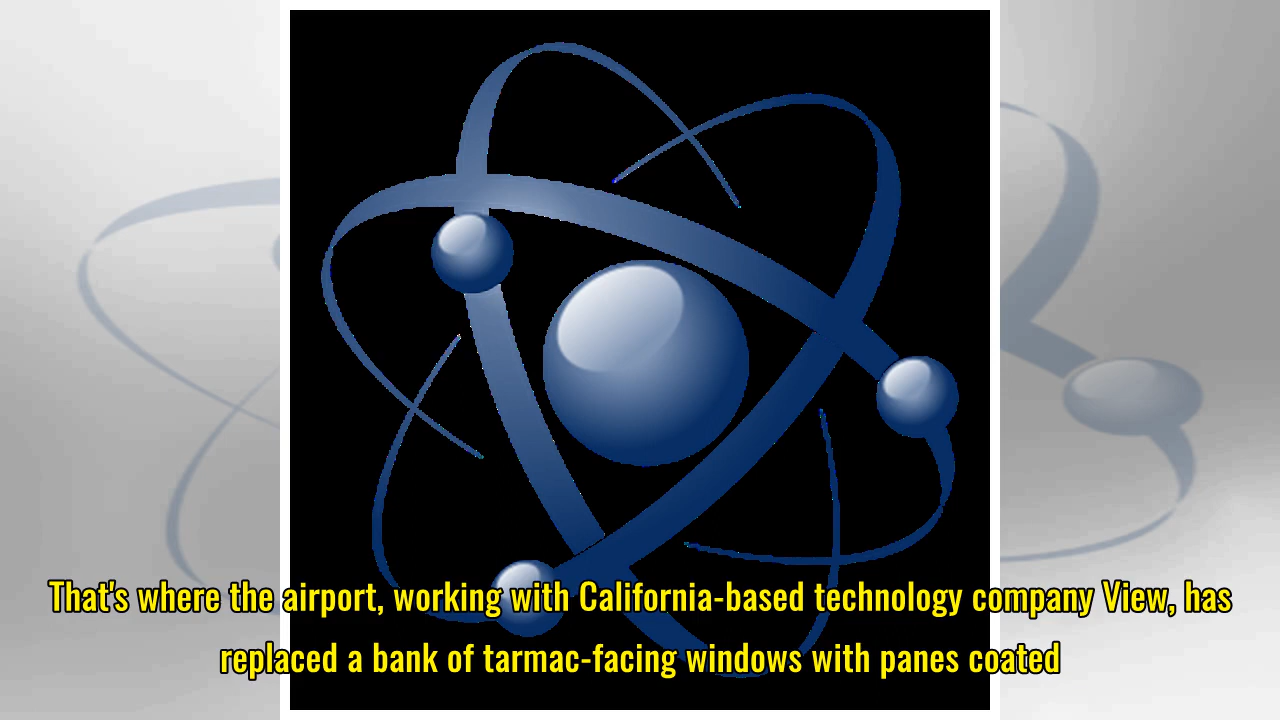 That's where the airport, working with California-based technology company View, has
replaced a bank of tarmac-facing windows with panes coated